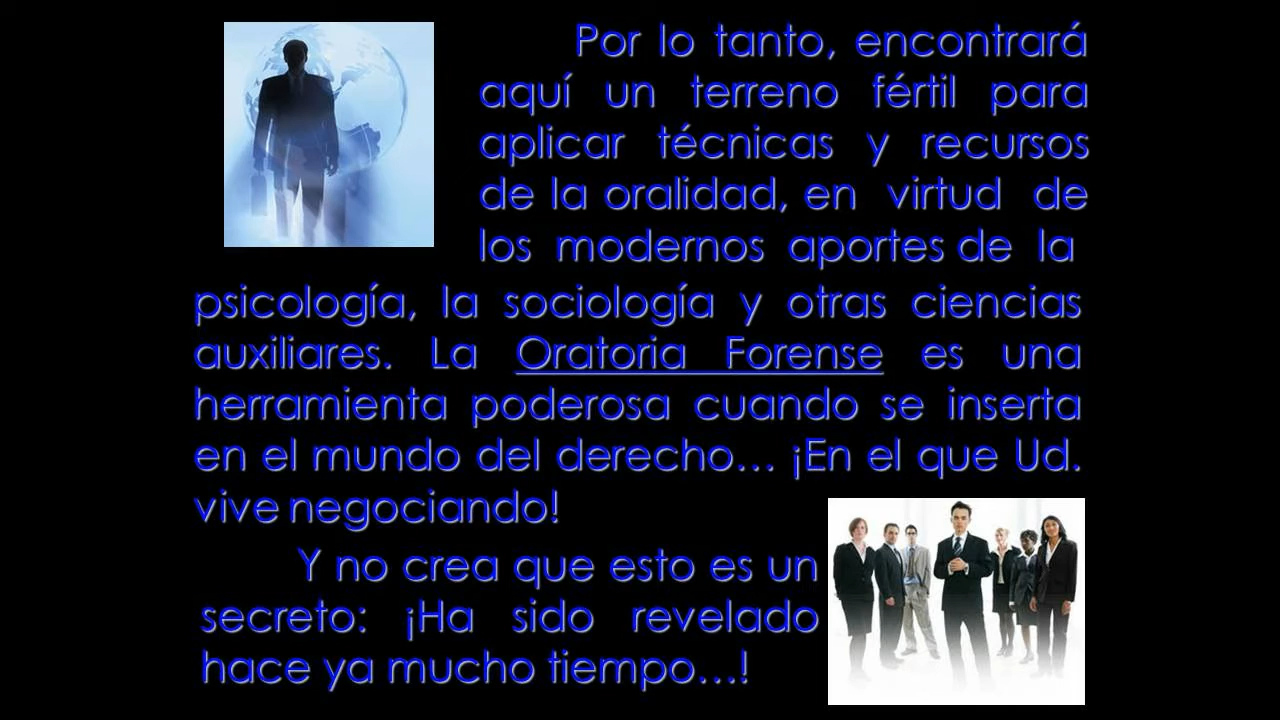 Por lo tanto, encontrará
aquí un terreno fértil para
aplicar técnicas y recursos
de la oralidad, en virtud de
los modernos aportes de la
psicología, la sociología y otras ciencias
auxiliares. La Oratoria Forense es una
herramienta poderosa cuando se inserta
en el mundo del derecho... ¡En el que Ud.
vive negociando!
Y no crea que esto es un
secreto: ¡Ha sido revelado
hace ya mucho tiempo...!